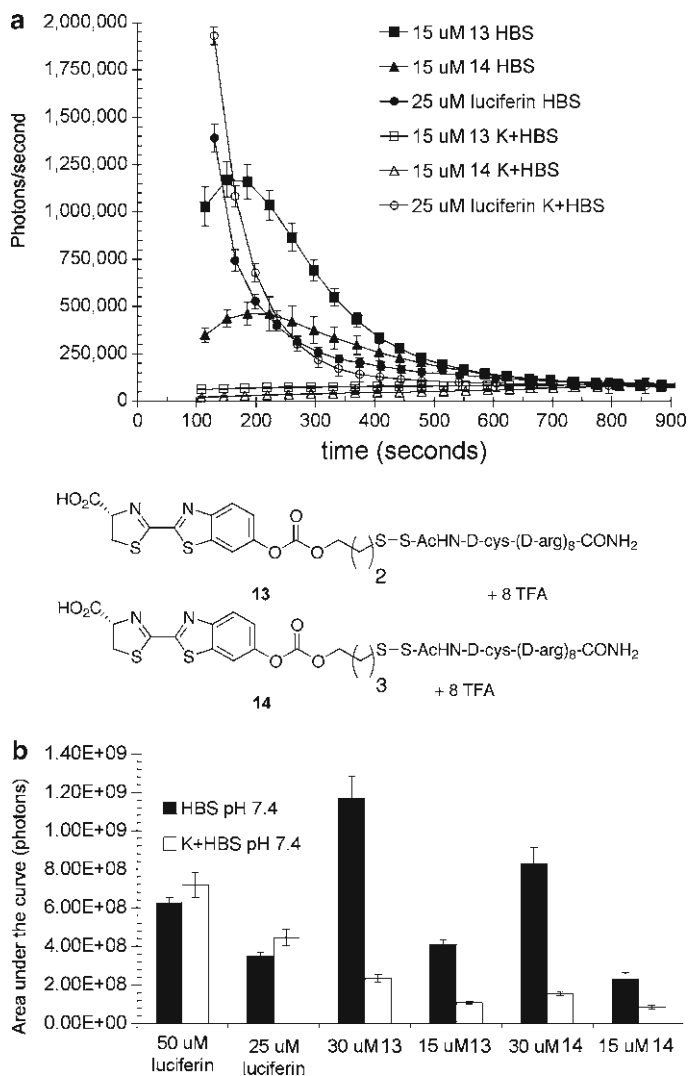 a
2,000,000
1,750,000
1,500,000
1,250,000
1,000,000
750,000
500,000
250,000
0
Photons/second
15 uM 13 HBS
15 uM 14 HBS
25 uM luciferin HBS
15 uM 13 K+HBS
15 uM 14 K+HBS
25 uM luciferin K+HBS
0 100 200 300 400 500 600 700 800 900
time (seconds)
HO2C N N S S O O O S-S-AcHN-D-cys-(D-arg)8-CONH2
2
13 + 8 TFA
HO2C N N S S O O O S-S-AcHN-D-cys-(D-arg)8-CONH2
3
14 + 8 TFA
b
1.40E+09
1.20E+09
1.00E+09
8.00E+08
6.00E+08
4.00E+08
2.00E+08
0.00E+00
Area under the curve (photons)
HBS pH 7.4
K+HBS pH 7.4
50 uM luciferin
25 uM luciferin
30 uM13
15 uM13
30 uM14
15 uM 14